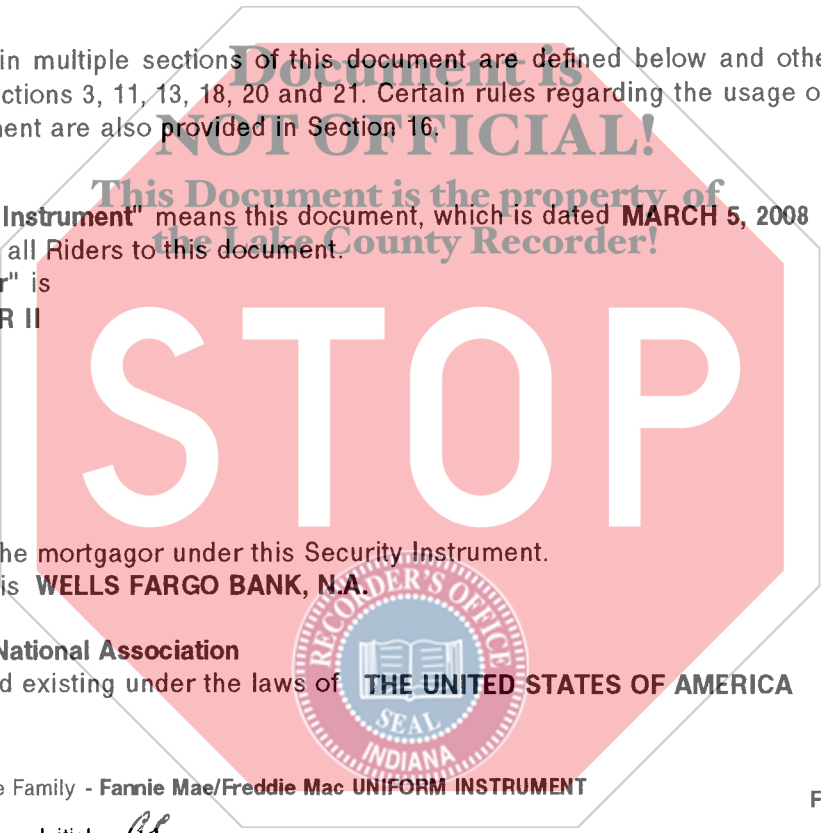 in multiple sections of this document are defined below and othe
Document is
ctions 3, 11, 13, 18, 20 and 21. Certain rules regarding the usage o
NOT OFFICIAL!
ment are also provided in Section 16.
This Document is the property of
Instrument" means this document, which is dated MARCH 5, 2008
the Lake County Recorder!
all Riders to this document.
r" is
R II
STOP
he mortgagor under this Security Instrument.
is WELLS FARGO BANK, N.A.
RECORDER'S OFFICE
National Association
d existing under the laws of THE UNITED STATES OF AMERICA
SEAL
INDIANA
e Family - Fannie Mae/Freddie Mac UNIFORM INSTRUMENT
F